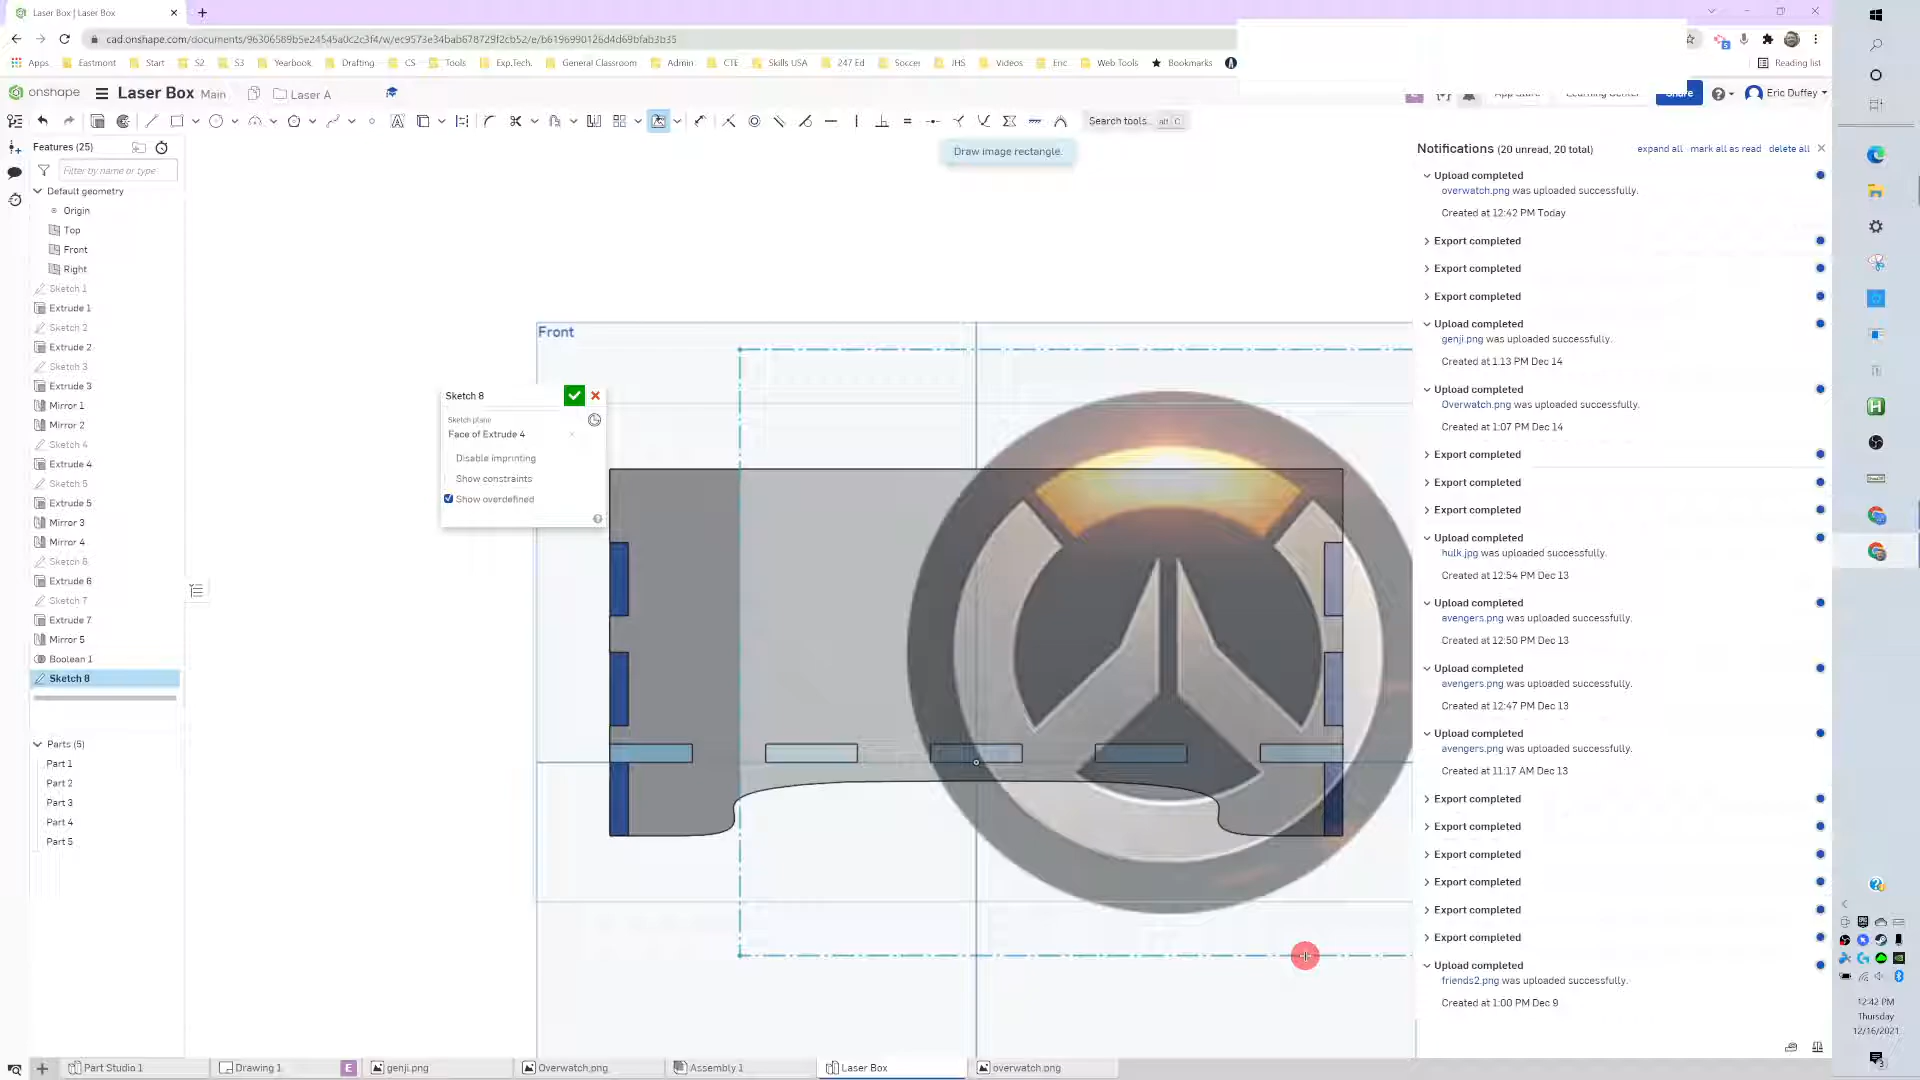 Laser Box | Laser Box
cad.onshape.com/documents/96306589b5e24545a0c2c3f4/w/ec9573e34bab678729f2cb52/e/b6196990126d4d69bfab3b35
Apps Eastmont Start S2 S3 Yearbook Drafting CS Tools Exp.Tech. General Classroom Admin CTE Skills USA 247 Ed Soccer JHS Videos Enc Web Tools Bookmarks Reading list
onshape Laser Box Main Laser A Learning Center Share Eric Duffey
Search tools... alt C
Features (25)
Filter by name or type
Default geometry
Origin
Top
Front
Right
Sketch 1
Extrude 1
Sketch 2
Extrude 2
Sketch 3
Extrude 3
Mirror 1
Mirror 2
Sketch 4
Extrude 4
Sketch 5
Extrude 5
Mirror 3
Mirror 4
Sketch 6
Extrude 6
Sketch 7
Extrude 7
Mirror 5
Boolean 1
Sketch 8
Parts (5)
Part 1
Part 2
Part 3
Part 4
Part 5
Draw image rectangle.
Front
Sketch 8
Sketch plane
Face of Extrude 4
Disable imprinting
Show constraints
Show overdefined
Notifications (20 unread, 20 total) expand all mark all as read delete all
Upload completed
overwatch.png was uploaded successfully.
Created at 12:42 PM Today
Export completed
Export completed
Export completed
Upload completed
genji.png was uploaded successfully.
Created at 1:13 PM Dec 14
Upload completed
Overwatch.png was uploaded successfully.
Created at 1:07 PM Dec 14
Export completed
Export completed
Export completed
Upload completed
hulk.jpg was uploaded successfully.
Created at 12:54 PM Dec 13
Upload completed
avengers.png was uploaded successfully.
Created at 12:50 PM Dec 13
Upload completed
avengers.png was uploaded successfully.
Created at 12:47 PM Dec 13
Upload completed
avengers.png was uploaded successfully.
Created at 11:17 AM Dec 13
Export completed
Export completed
Export completed
Export completed
Export completed
Export completed
Upload completed
friends2.png was uploaded successfully.
Created at 1:00 PM Dec 9
Part Studio 1 Drawing 1 E genji.png Overwatch.png Assembly 1 Laser Box overwatch.png
12:42 PM
Thursday
12/16/2021